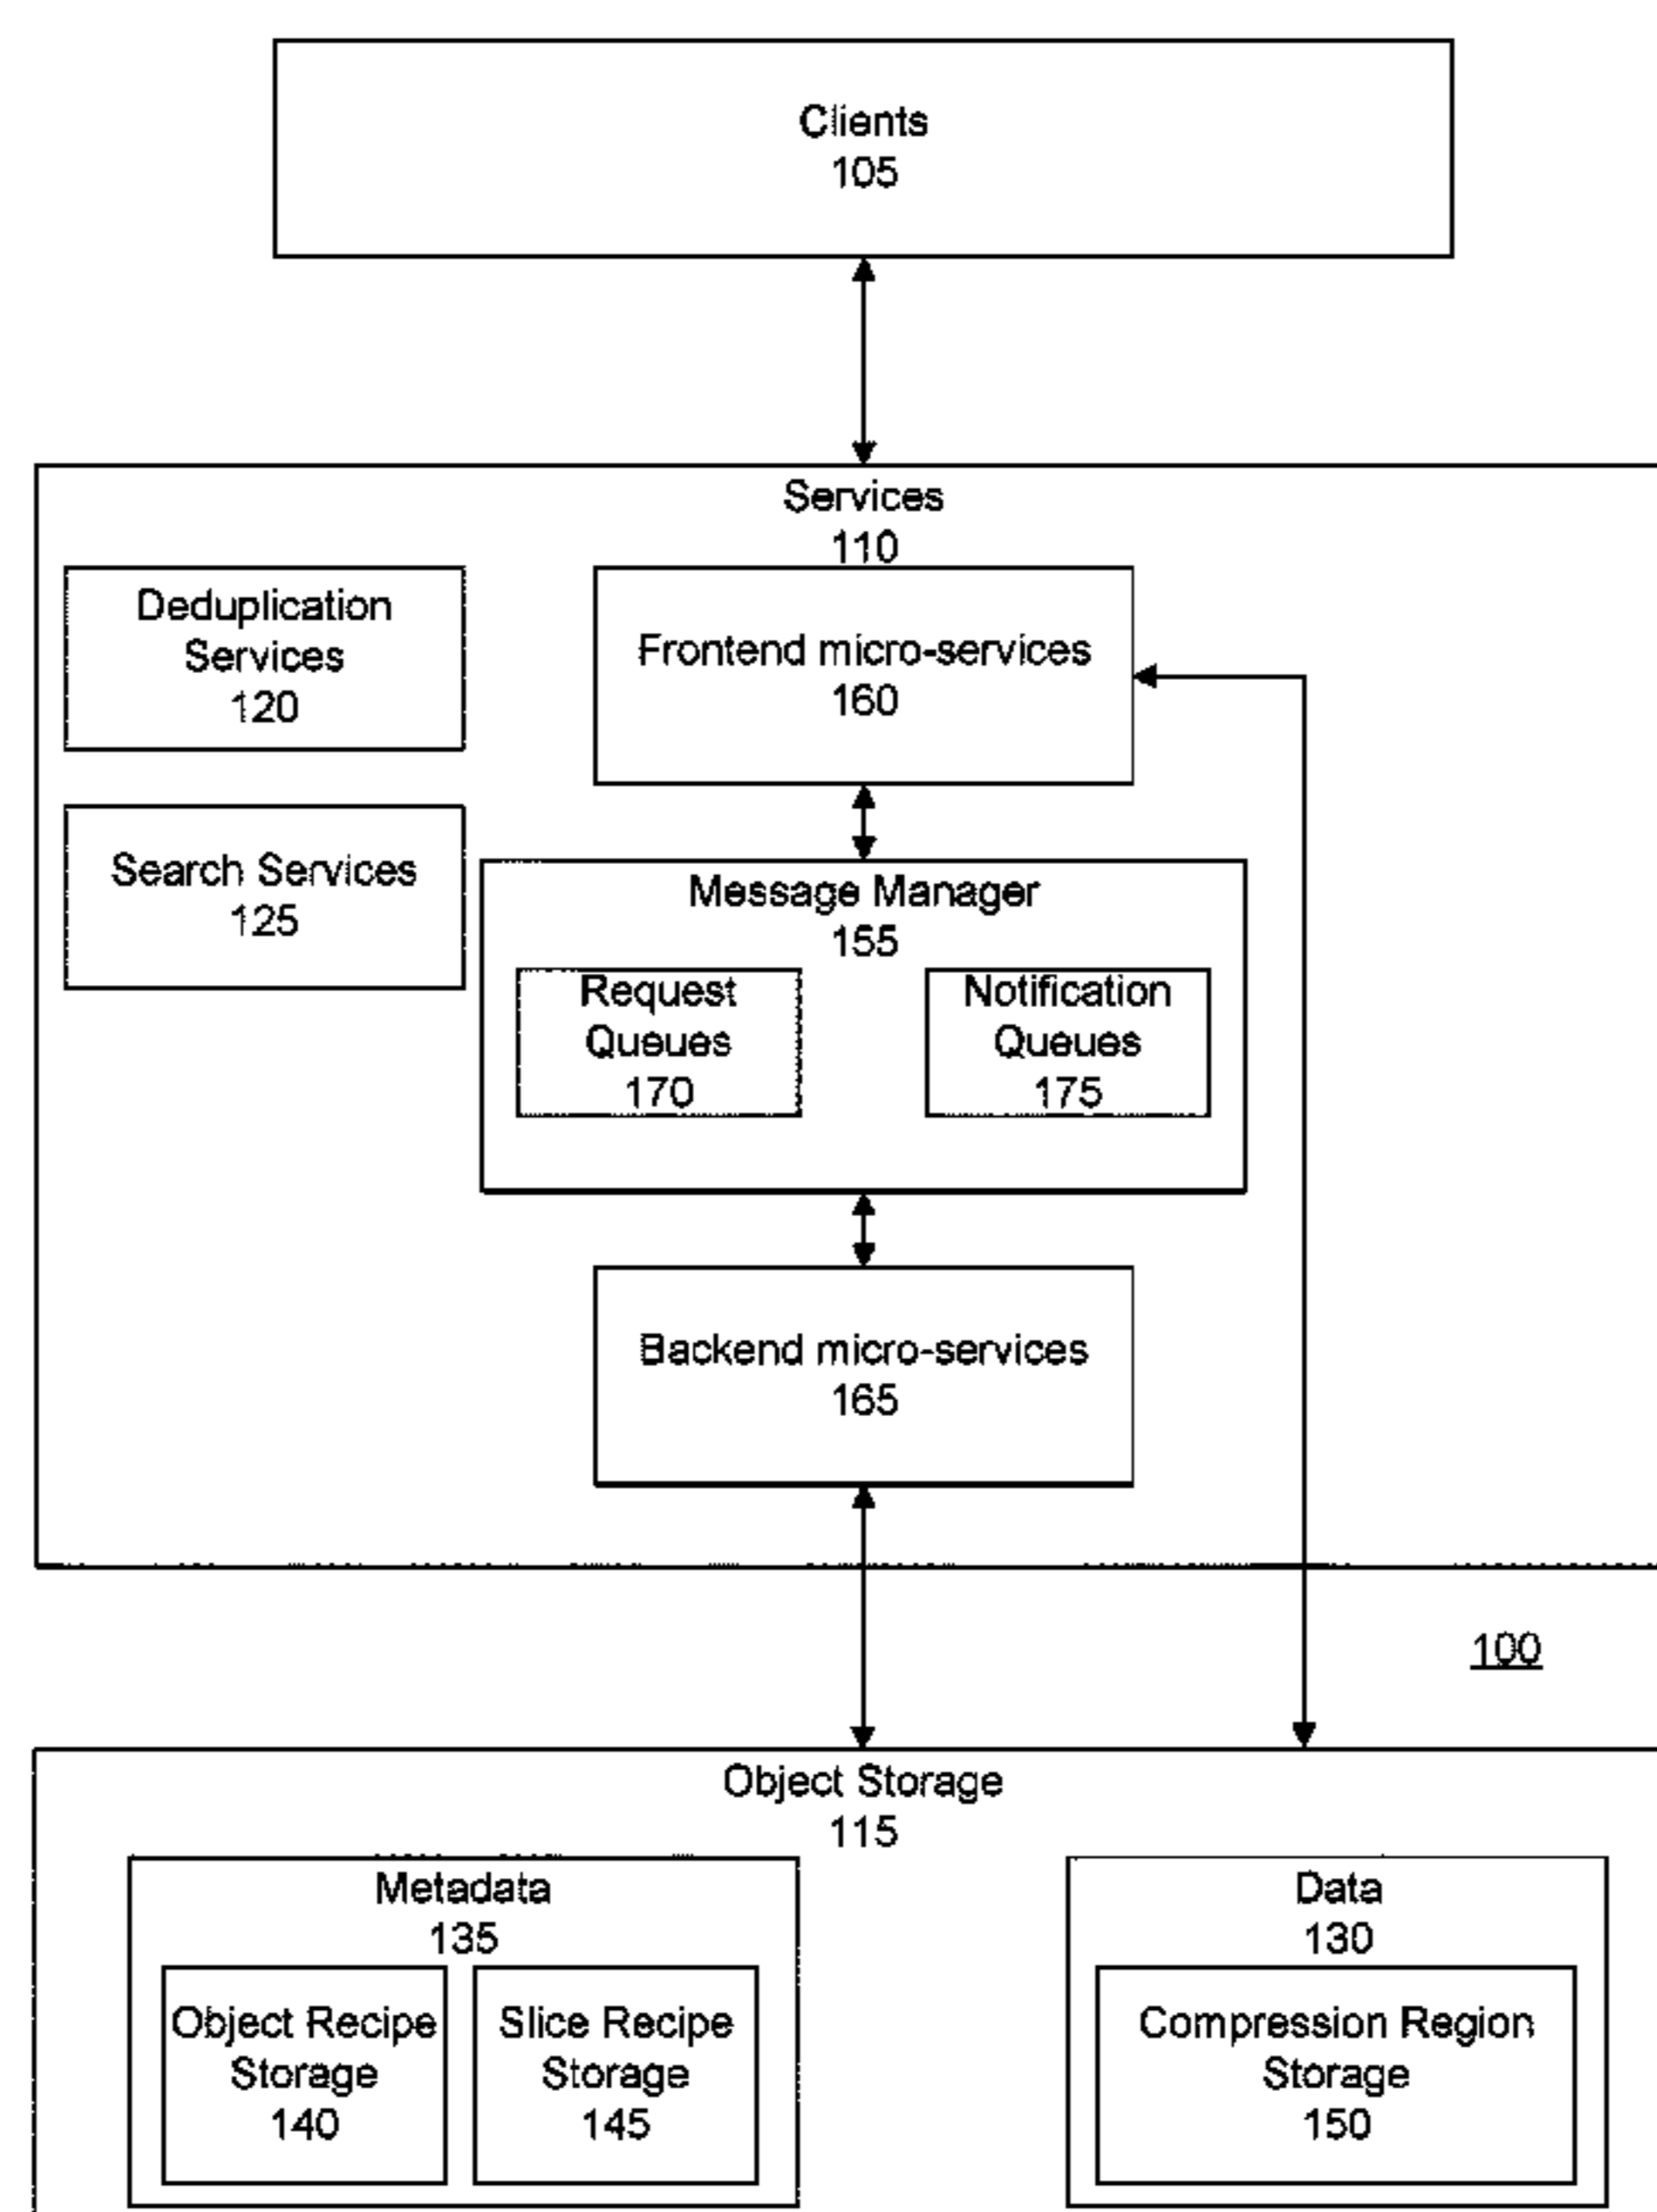 Clients
105
Services
110
Deduplication
Services
120
Frontend micro-services
160
Search Services
125
Message Manager
155
Request
Queues
170
Notification
Queues
175
Backend micro-services
165
100
Object Storage
115
Metadata
135
Object Recipe
Storage
140
Slice Recipe
Storage
145
Data
130
Compression Region
Storage
150